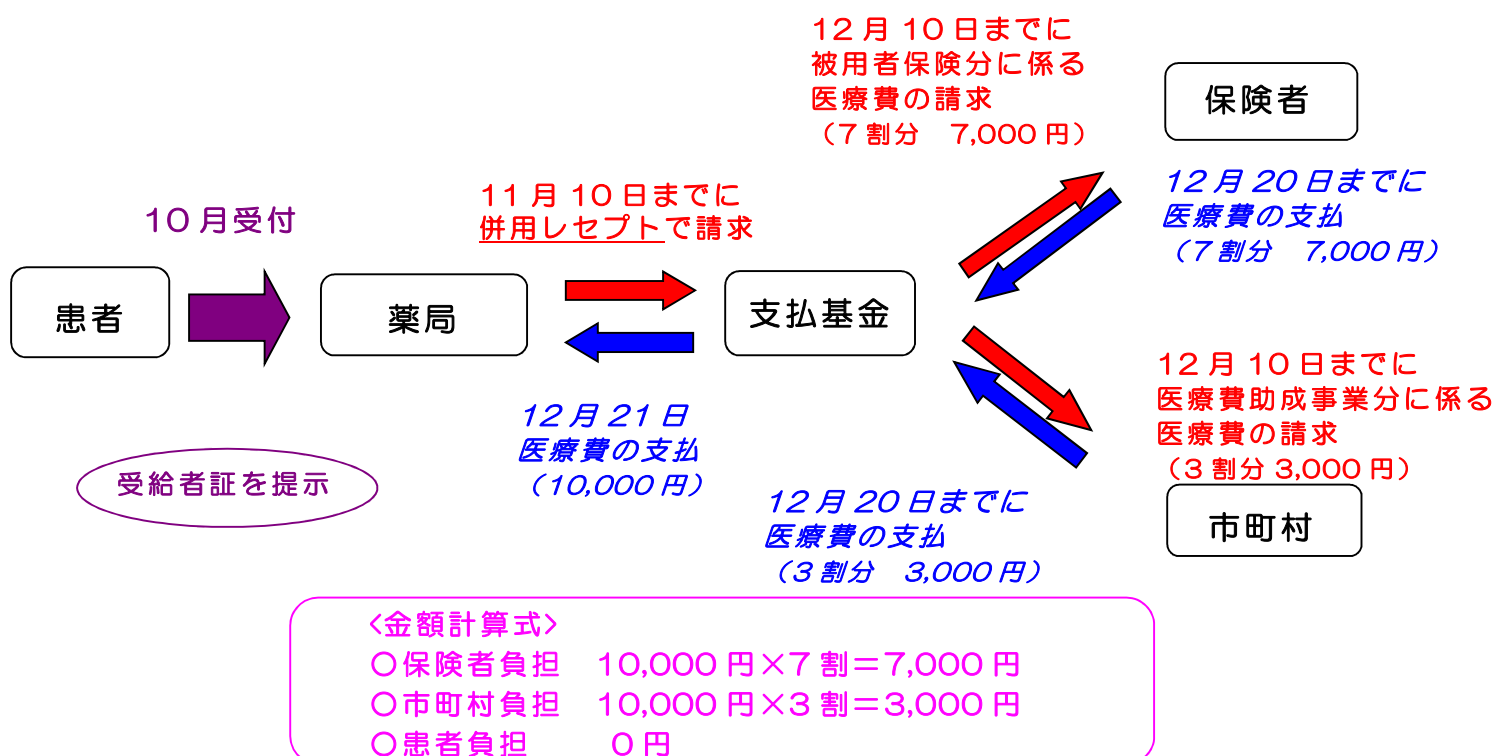 12月10日までに
被用者保険分に係る
医療費の請求
（7割分　7,000円）
保険者
12月20日までに
医療費の支払
（7割分　7,000円）
11月10日までに
併用レセプトで請求
10月受付
患者
薬局
支払基金
12月10日までに
医療費助成事業分に係る
医療費の請求
（3割分3,000円）
市町村
12月21日
医療費の支払
（10,000円）
受給者証を提示
12月20日までに
医療費の支払
（3割分　3,000円）
<金額計算式>
○保険者負担　10,000円×7割＝7,000円
○市町村負担　10,000円×3割＝3,000円
○患者負担　　0円